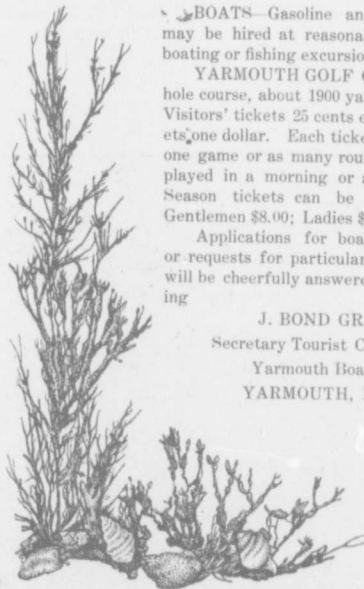 BOATS—Gasoline an
may be hired at reasona
boating or fishing excursio
YARMOUTH GOLF
hole course, about 1900 ya
Visitors' tickets 25 cents e
ets, one dollar. Each ticke
one game or as many rou
played in a morning or a
Season tickets can be
Gentlemen $8.00; Ladies $
Applications for boa
or requests for particular
will be cheerfully answere
ing
J. BOND GR
Secretary Tourist C
Yarmouth Boa
YARMOUTH,